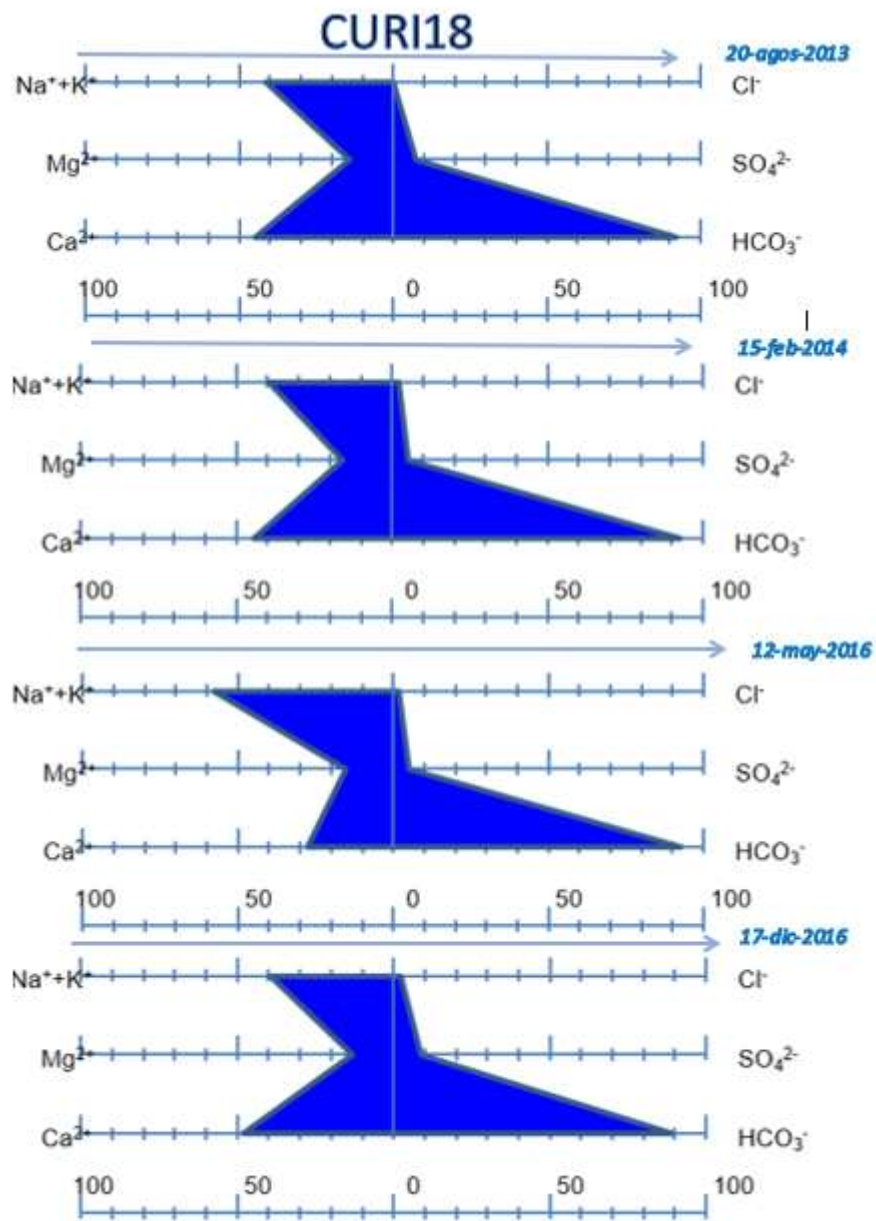 CURI18
20-agos-2013
Na⁺+K⁺ Cl⁻
Mg²⁺ SO₄²⁻
Ca²⁺ HCO₃⁻
100 50 0 50 100
15-feb-2014
Na⁺+K⁺ Cl⁻
Mg²⁺ SO₄²⁻
Ca²⁺ HCO₃⁻
100 50 0 50 100
12-may-2016
Na⁺+K⁺ Cl⁻
Mg²⁺ SO₄²⁻
Ca²⁺ HCO₃⁻
100 50 0 50 100
17-dic-2016
Na⁺+K⁺ Cl⁻
Mg²⁺ SO₄²⁻
Ca²⁺ HCO₃⁻
100 50 0 50 100